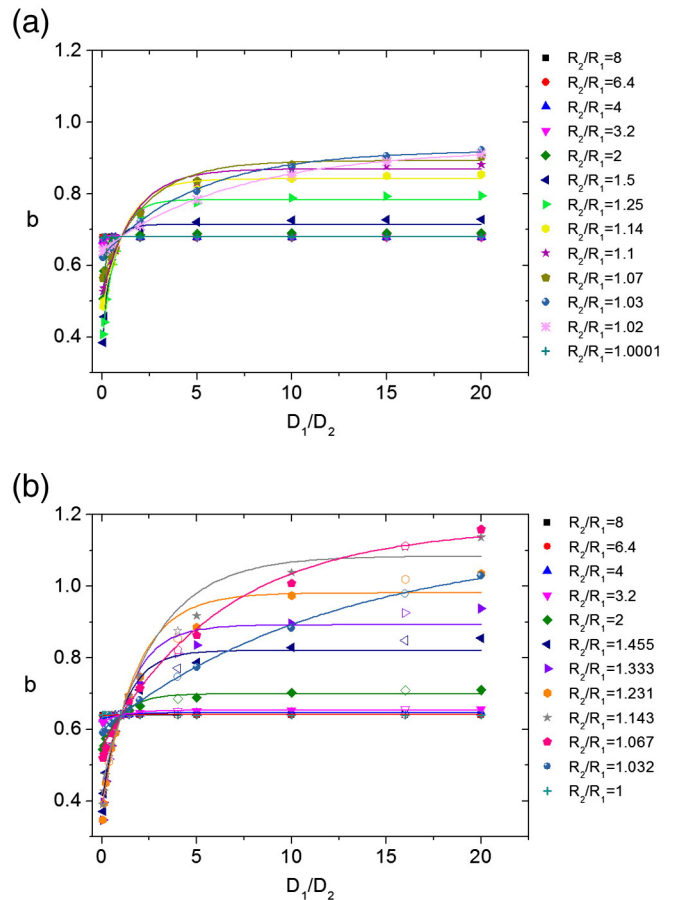 (a)
1.2
1.0
0.8
0.6
0.4
b
0 5 10 15 20
D1/D2
R2/R1=8
R2/R1=6.4
R2/R1=4
R2/R1=3.2
R2/R1=2
R2/R1=1.5
R2/R1=1.25
R2/R1=1.14
R2/R1=1.1
R2/R1=1.07
R2/R1=1.03
R2/R1=1.02
R2/R1=1.0001
(b)
1.2
1.0
0.8
0.6
0.4
b
0 5 10 15 20
D1/D2
R2/R1=8
R2/R1=6.4
R2/R1=4
R2/R1=3.2
R2/R1=2
R2/R1=1.455
R2/R1=1.333
R2/R1=1.231
R2/R1=1.143
R2/R1=1.067
R2/R1=1.032
R2/R1=1